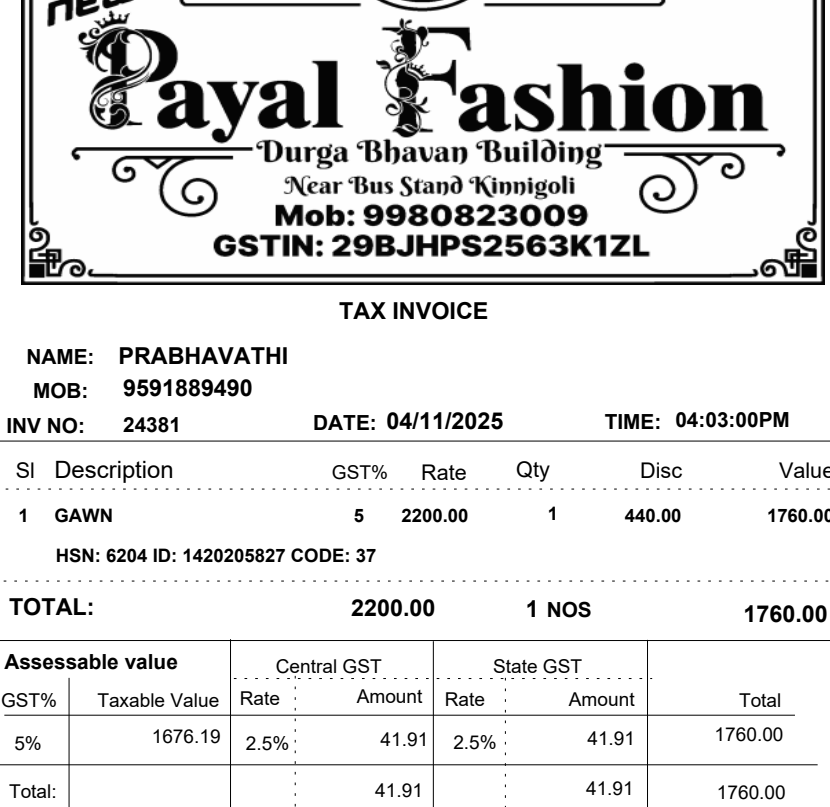 new
Payal Fashion
Durga Bhavan Building
Near Bus Stand Kinnigoli
Mob: 9980823009
GSTIN: 29BJHPS2563K1ZL
TAX INVOICE
NAME: PRABHAVATHI
MOB: 9591889490
INV NO: 24381 DATE: 04/11/2025 TIME: 04:03:00PM
Sl Description GST% Rate Qty Disc Value
1 GAWN 5 2200.00 1 440.00 1760.00
HSN: 6204 ID: 1420205827 CODE: 37
TOTAL: 2200.00 1 NOS 1760.00
Assessable value Central GST State GST
GST% Taxable Value Rate Amount Rate Amount Total
5% 1676.19 2.5% 41.91 2.5% 41.91 1760.00
Total: 41.91 41.91 1760.00